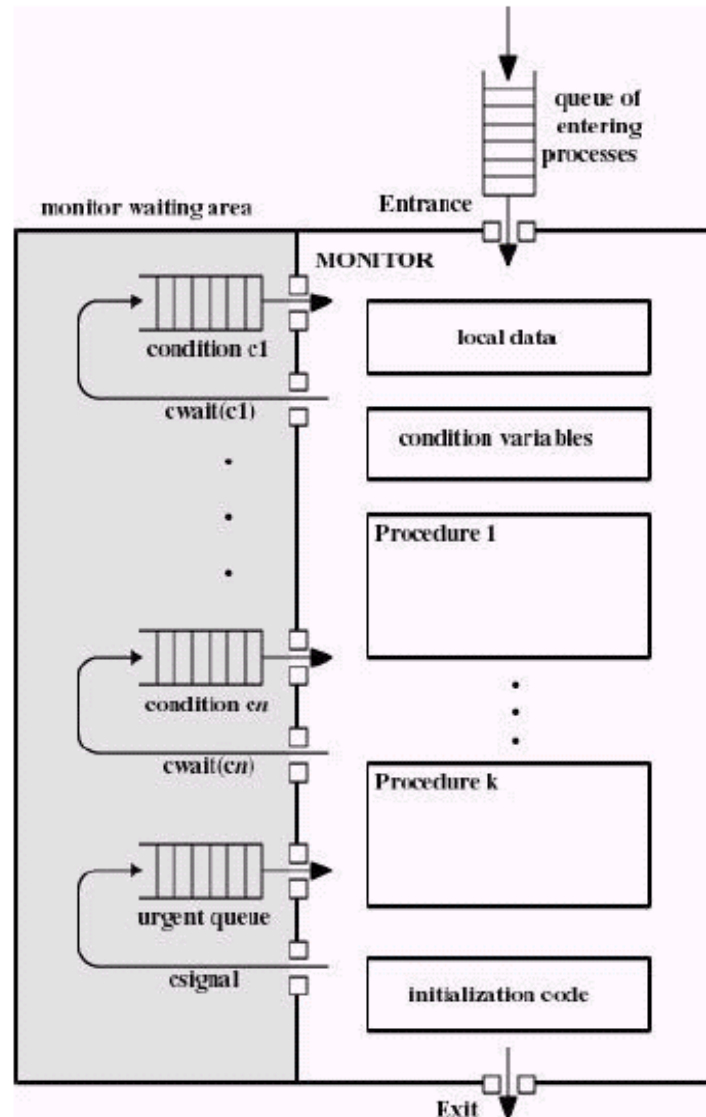 queue of
entering
processes
monitor waiting area
Entrance
MONITOR
condition c1
local data
cwait(c1)
condition variables
Procedure 1
condition cn
cwait(cn)
Procedure k
urgent queue
csignal
initialization code
Exit